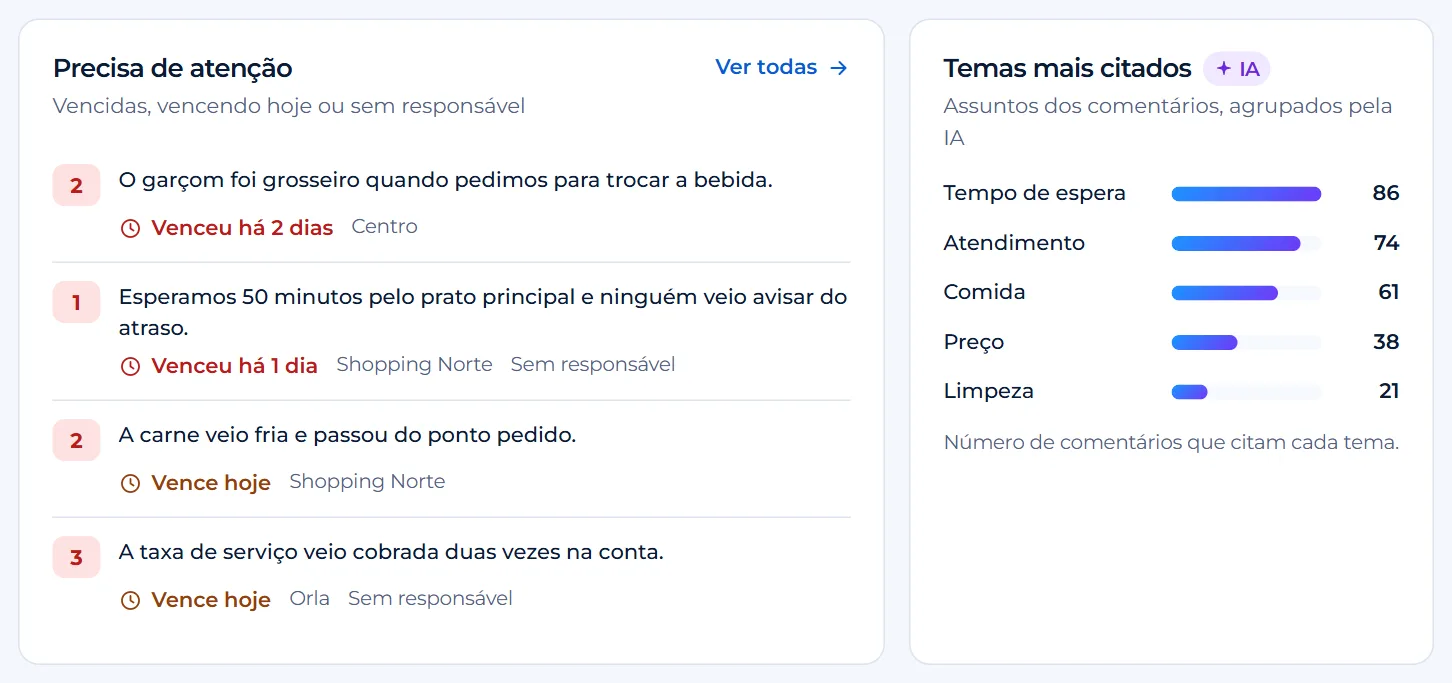 Precisa de atenção
Ver todas →
Vencidas, vencendo hoje ou sem responsável
2
O garçom foi grosseiro quando pedimos para trocar a bebida.
Venceu há 2 dias Centro
1
Esperamos 50 minutos pelo prato principal e ninguém veio avisar do
atraso.
Venceu há 1 dia Shopping Norte Sem responsável
2
A carne veio fria e passou do ponto pedido.
Vence hoje Shopping Norte
3
A taxa de serviço veio cobrada duas vezes na conta.
Vence hoje Orla Sem responsável
Temas mais citados IA
Assuntos dos comentários, agrupados pela
IA
Tempo de espera 86
Atendimento 74
Comida 61
Preço 38
Limpeza 21
Número de comentários que citam cada tema.